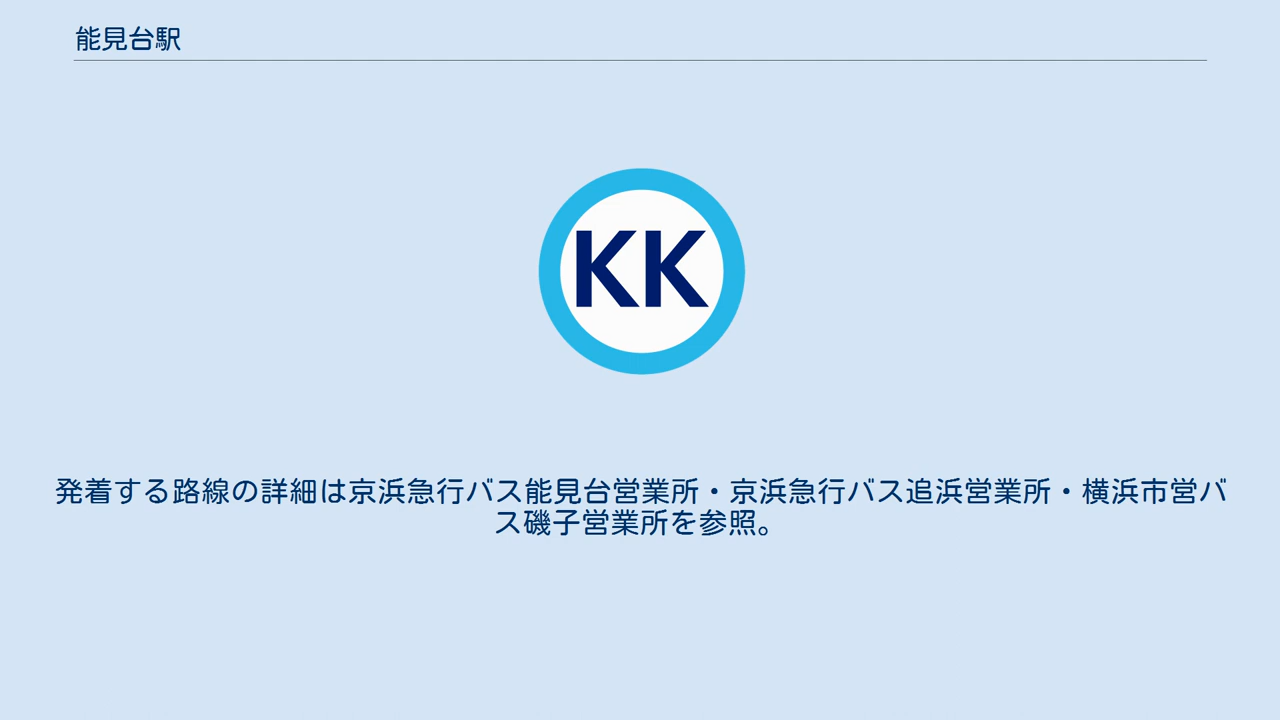 能見台駅
KK
発着する路線の詳細は京浜急行バス能見台営業所・京浜急行バス追浜営業所・横浜市営バ
ス磯子営業所を参照。